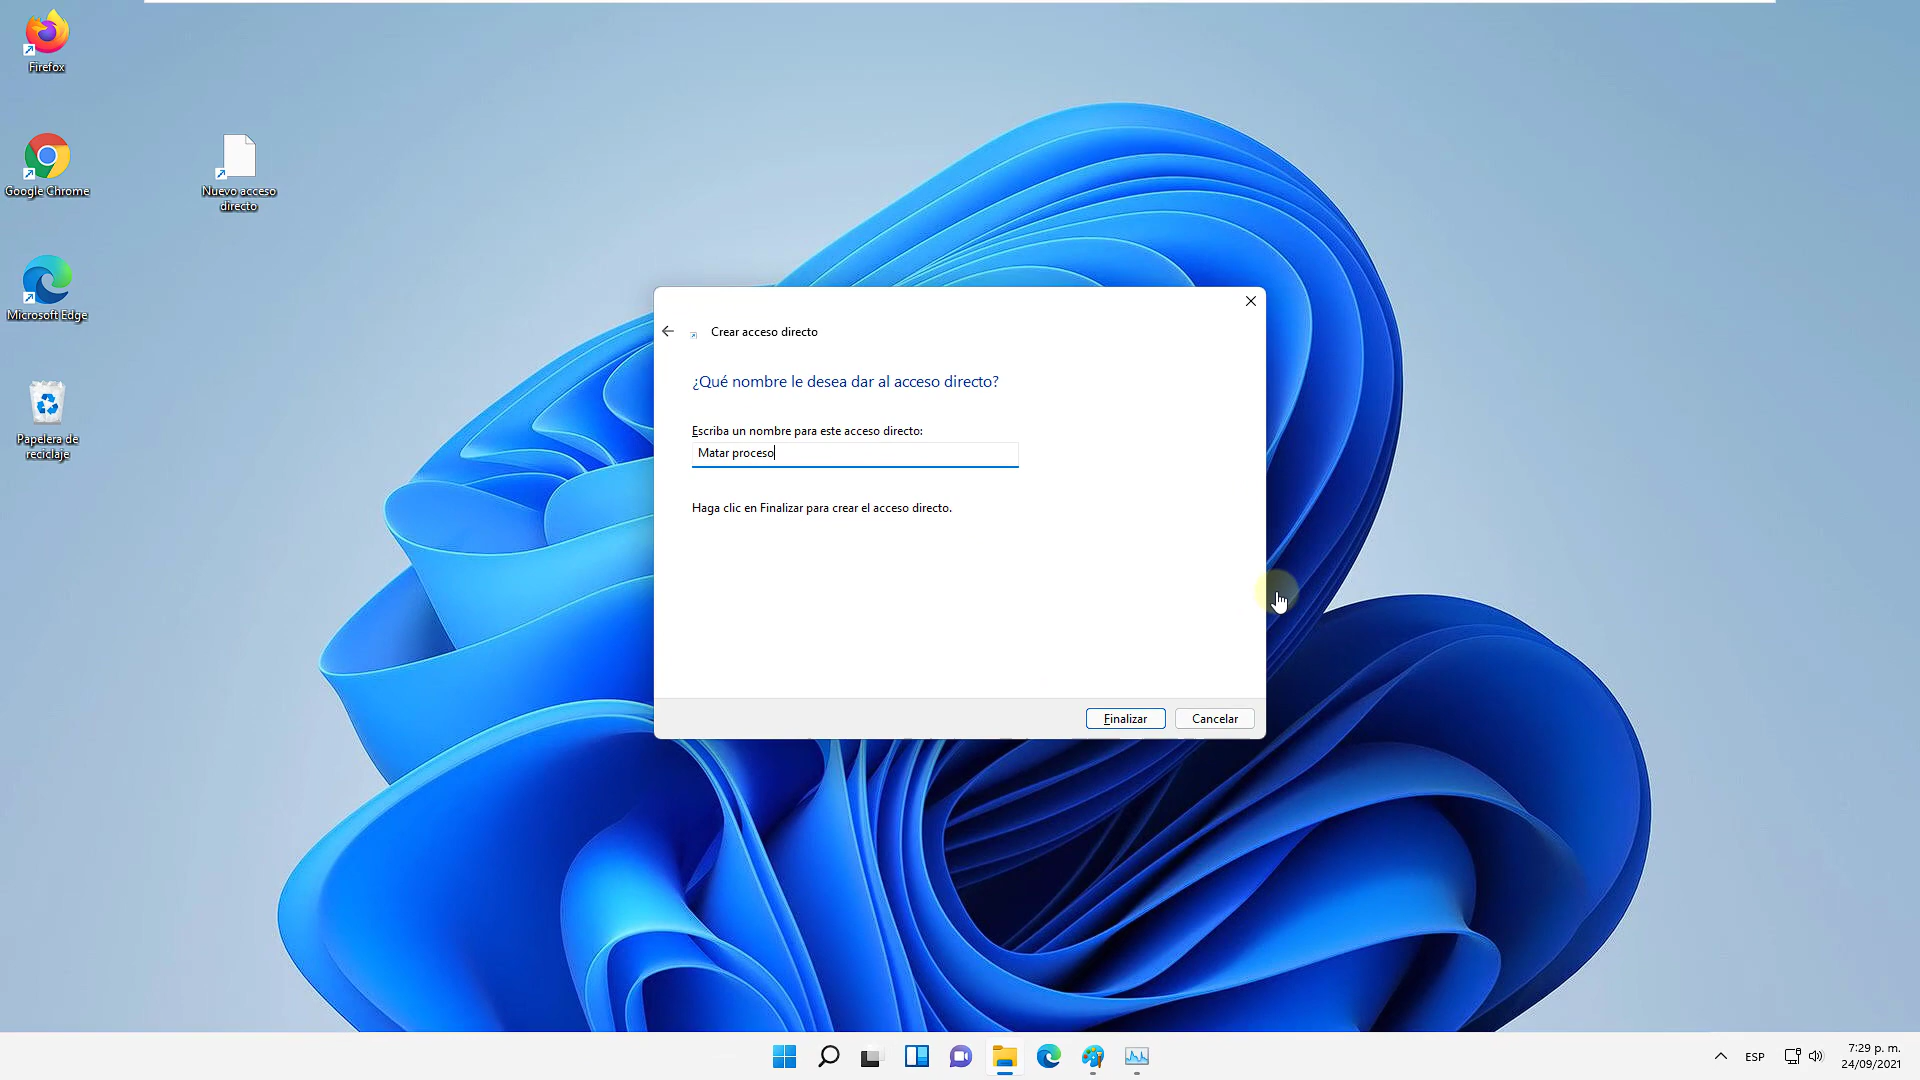 Firefox
Google Chrome
Nuevo acceso
directo
Microsoft Edge
Papelera de
reciclaje
Crear acceso directo
¿Qué nombre le desea dar al acceso directo?
Escriba un nombre para este acceso directo:
Matar proceso
Haga clic en Finalizar para crear el acceso directo.
Finalizar
Cancelar
ESP
7:29 p. m.
24/09/2021